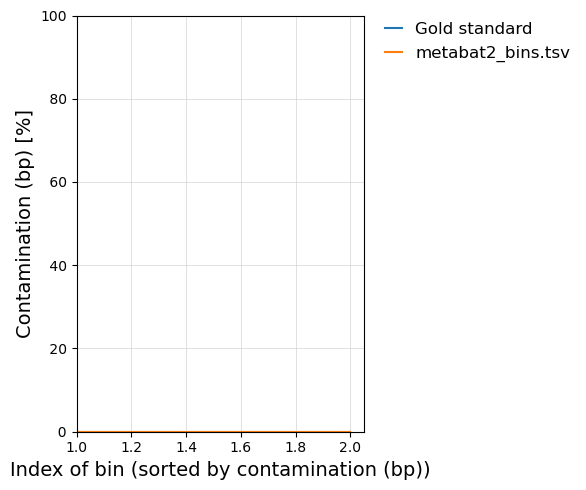 100
80
60
40
20
0
Contamination (bp) [%]
1.0 1.2 1.4 1.6 1.8 2.0
Index of bin (sorted by contamination (bp))
Gold standard
metabat2_bins.tsv